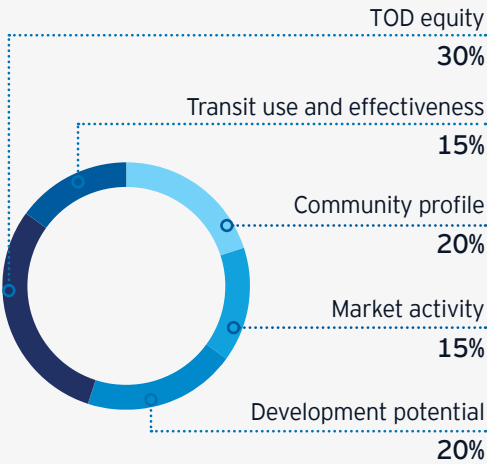 TOD equity
30%
Transit use and effectiveness
15%
Community profile
20%
Market activity
15%
Development potential
20%